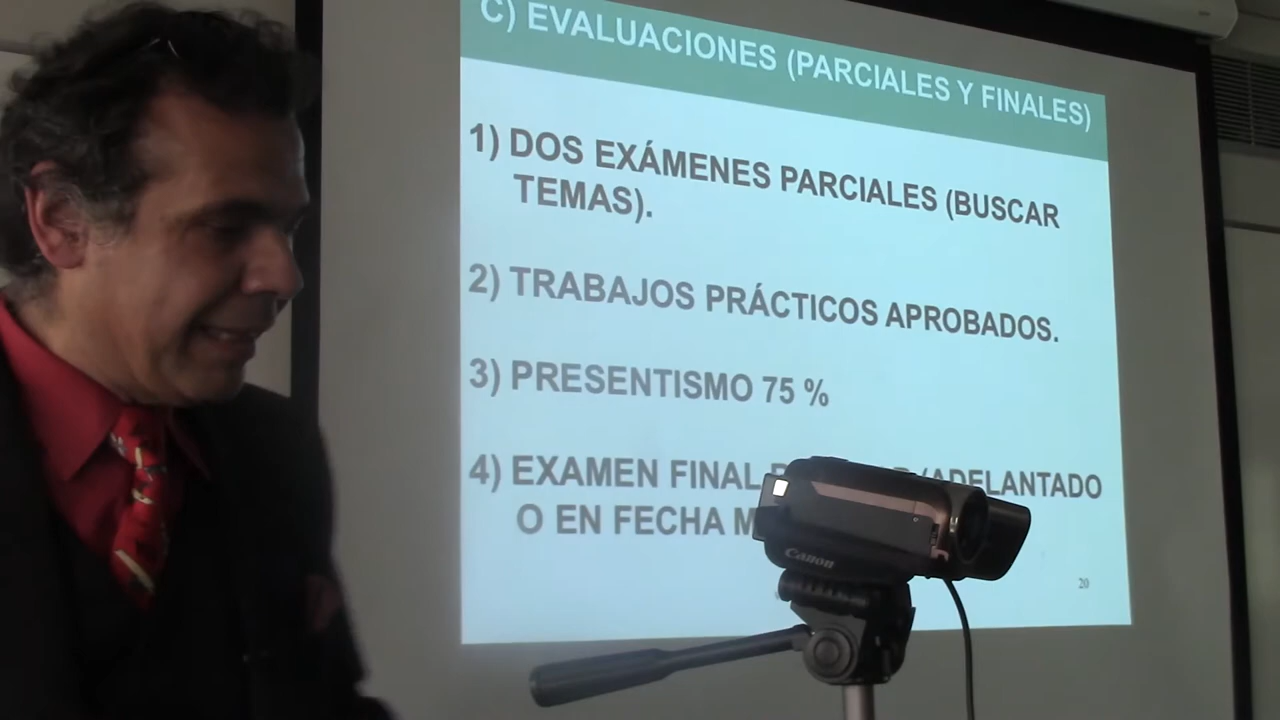 C) EVALUACIONES (PARCIALES Y FINALES)
1) DOS EXÁMENES PARCIALES (BUSCAR
TEMAS).
2) TRABAJOS PRÁCTICOS APROBADOS.
3) PRESENTISMO 75 %
4) EXAMEN FINAL (ADELANTADO
O EN FECHA
Canon
20